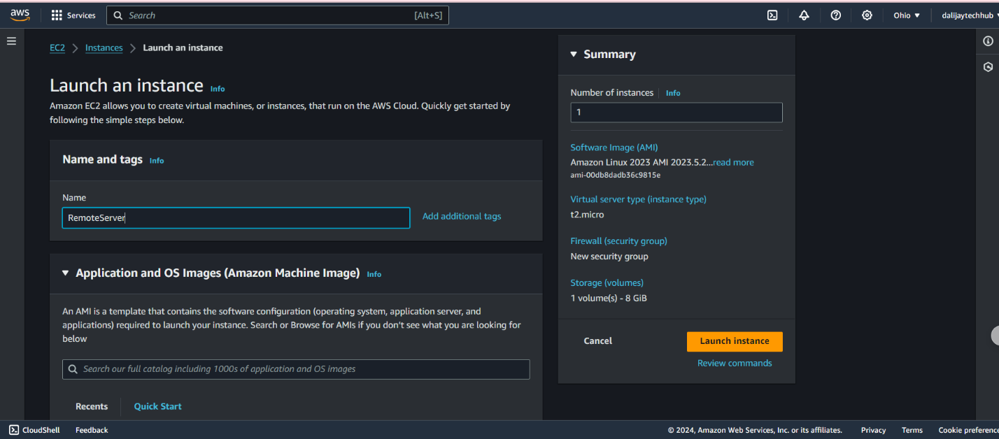 aws
Services
Search
[Alt+S]
Ohio
dalijaytechhub
EC2 > Instances > Launch an instance
Launch an instance Info
Amazon EC2 allows you to create virtual machines, or instances, that run on the AWS Cloud. Quickly get started by
following the simple steps below.
Name and tags Info
Name
RemoteServer
Add additional tags
Application and OS Images (Amazon Machine Image) Info
An AMI is a template that contains the software configuration (operating system, application server, and
applications) required to launch your instance. Search or Browse for AMIs if you don't see what you are looking for
below
Search our full catalog including 1000s of application and OS images
Recents
Quick Start
Summary
Number of instances Info
1
Software Image (AMI)
Amazon Linux 2023 AMI 2023.5.2...read more
ami-00db8dadb36c9815e
Virtual server type (instance type)
t2.micro
Firewall (security group)
New security group
Storage (volumes)
1 volume(s) - 8 GiB
Cancel
Launch instance
Review commands
CloudShell
Feedback
© 2024, Amazon Web Services, Inc. or its affiliates.
Privacy
Terms
Cookie preference